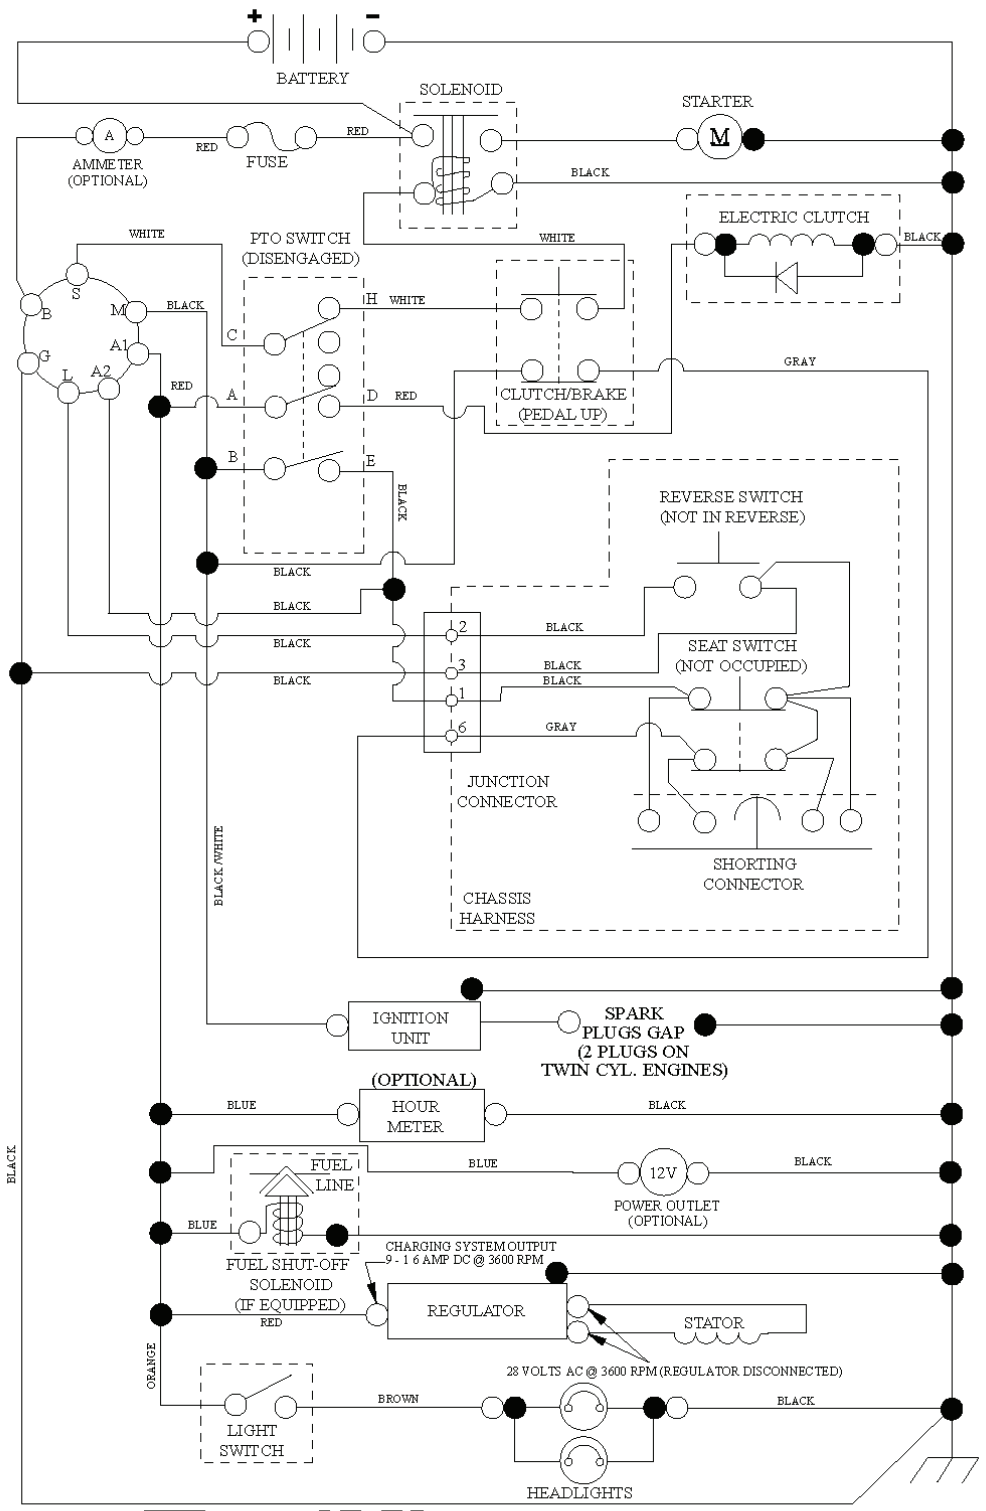 + −
BATTERY
SOLENOID
STARTER
A
M
RED
RED
AMMETER
(OPTIONAL)
FUSE
BLACK
WHITE
PTO SWITCH
(DISENGAGED)
WHITE
ELECTRIC CLUTCH
BLACK
S
B
M
BLACK
H
WHITE
C
A1
G
L
A2
RED
A
D
RED
GRAY
CLUTCH/BRAKE
(PEDAL UP)
B
E
BLACK
REVERSE SWITCH
(NOT IN REVERSE)
BLACK
BLACK
2
BLACK
BLACK
SEAT SWITCH
(NOT OCCUPIED)
3
BLACK
BLACK
BLACK
1
6
GRAY
JUNCTION
CONNECTOR
BLACK /WHITE
SHORTING
CONNECTOR
CHASSIS
HARNESS
IGNITION
UNIT
SPARK
PLUGS GAP
(2 PLUGS ON
TWIN CYL. ENGINES)
(OPTIONAL)
BLUE
HOUR
METER
BLACK
BLACK
FUEL
LINE
BLUE
12V
BLACK
POWER OUTLET
(OPTIONAL)
BLUE
CHARGING SYSTEM OUTPUT
9 - 1 6 AMP DC @ 3600 RPM
FUEL SHUT-OFF
SOLENOID
(IF EQUIPPED)
RED
REGULATOR
STATOR
ORANGE
28 VOLTS AC @ 3600 RPM (REGULATOR DISCONNECTED)
BROWN
BLACK
LIGHT
SWITCH
HEADLIGHTS